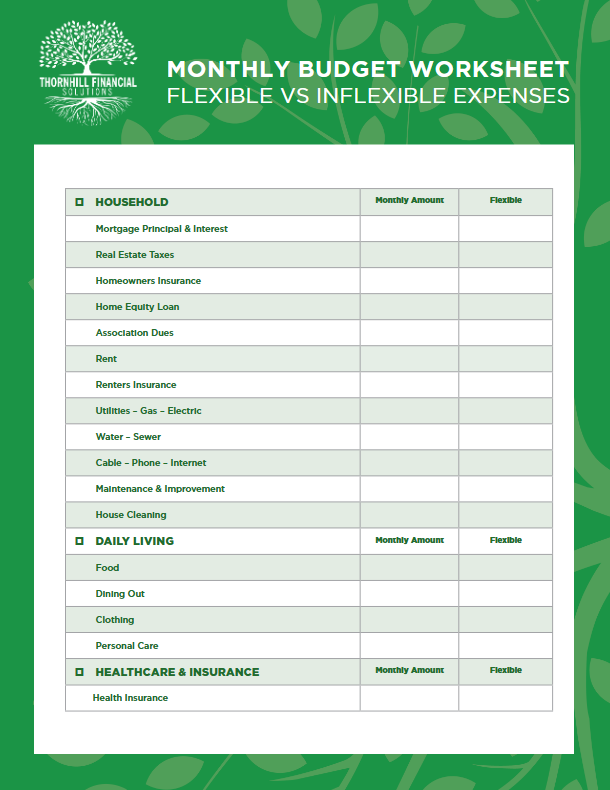 THORNHILL FINANCIAL
SOLUTIONS
MONTHLY BUDGET WORKSHEET
FLEXIBLE VS INFLEXIBLE EXPENSES
HOUSEHOLD Monthly Amount Flexible
Mortgage Principal & Interest
Real Estate Taxes
Homeowners Insurance
Home Equity Loan
Association Dues
Rent
Renters Insurance
Utilities – Gas – Electric
Water – Sewer
Cable – Phone – Internet
Maintenance & Improvement
House Cleaning
DAILY LIVING Monthly Amount Flexible
Food
Dining Out
Clothing
Personal Care
HEALTHCARE & INSURANCE Monthly Amount Flexible
Health Insurance